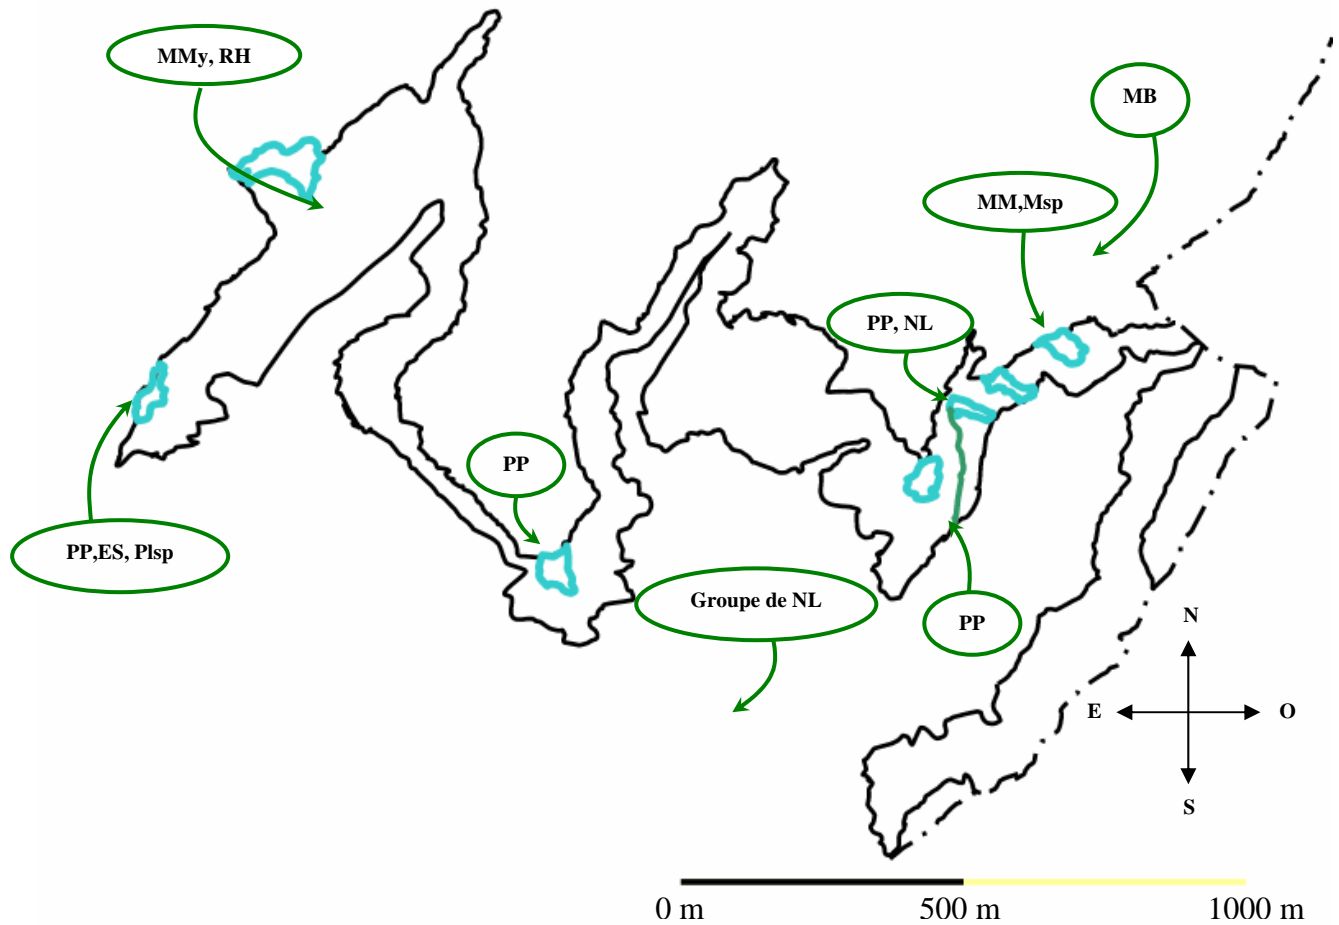 MMy, RH
MB
MM,Msp
PP, NL
PP
PP,ES, Plsp
Groupe de NL
PP
N
E
O
S
0 m
500 m
1000 m